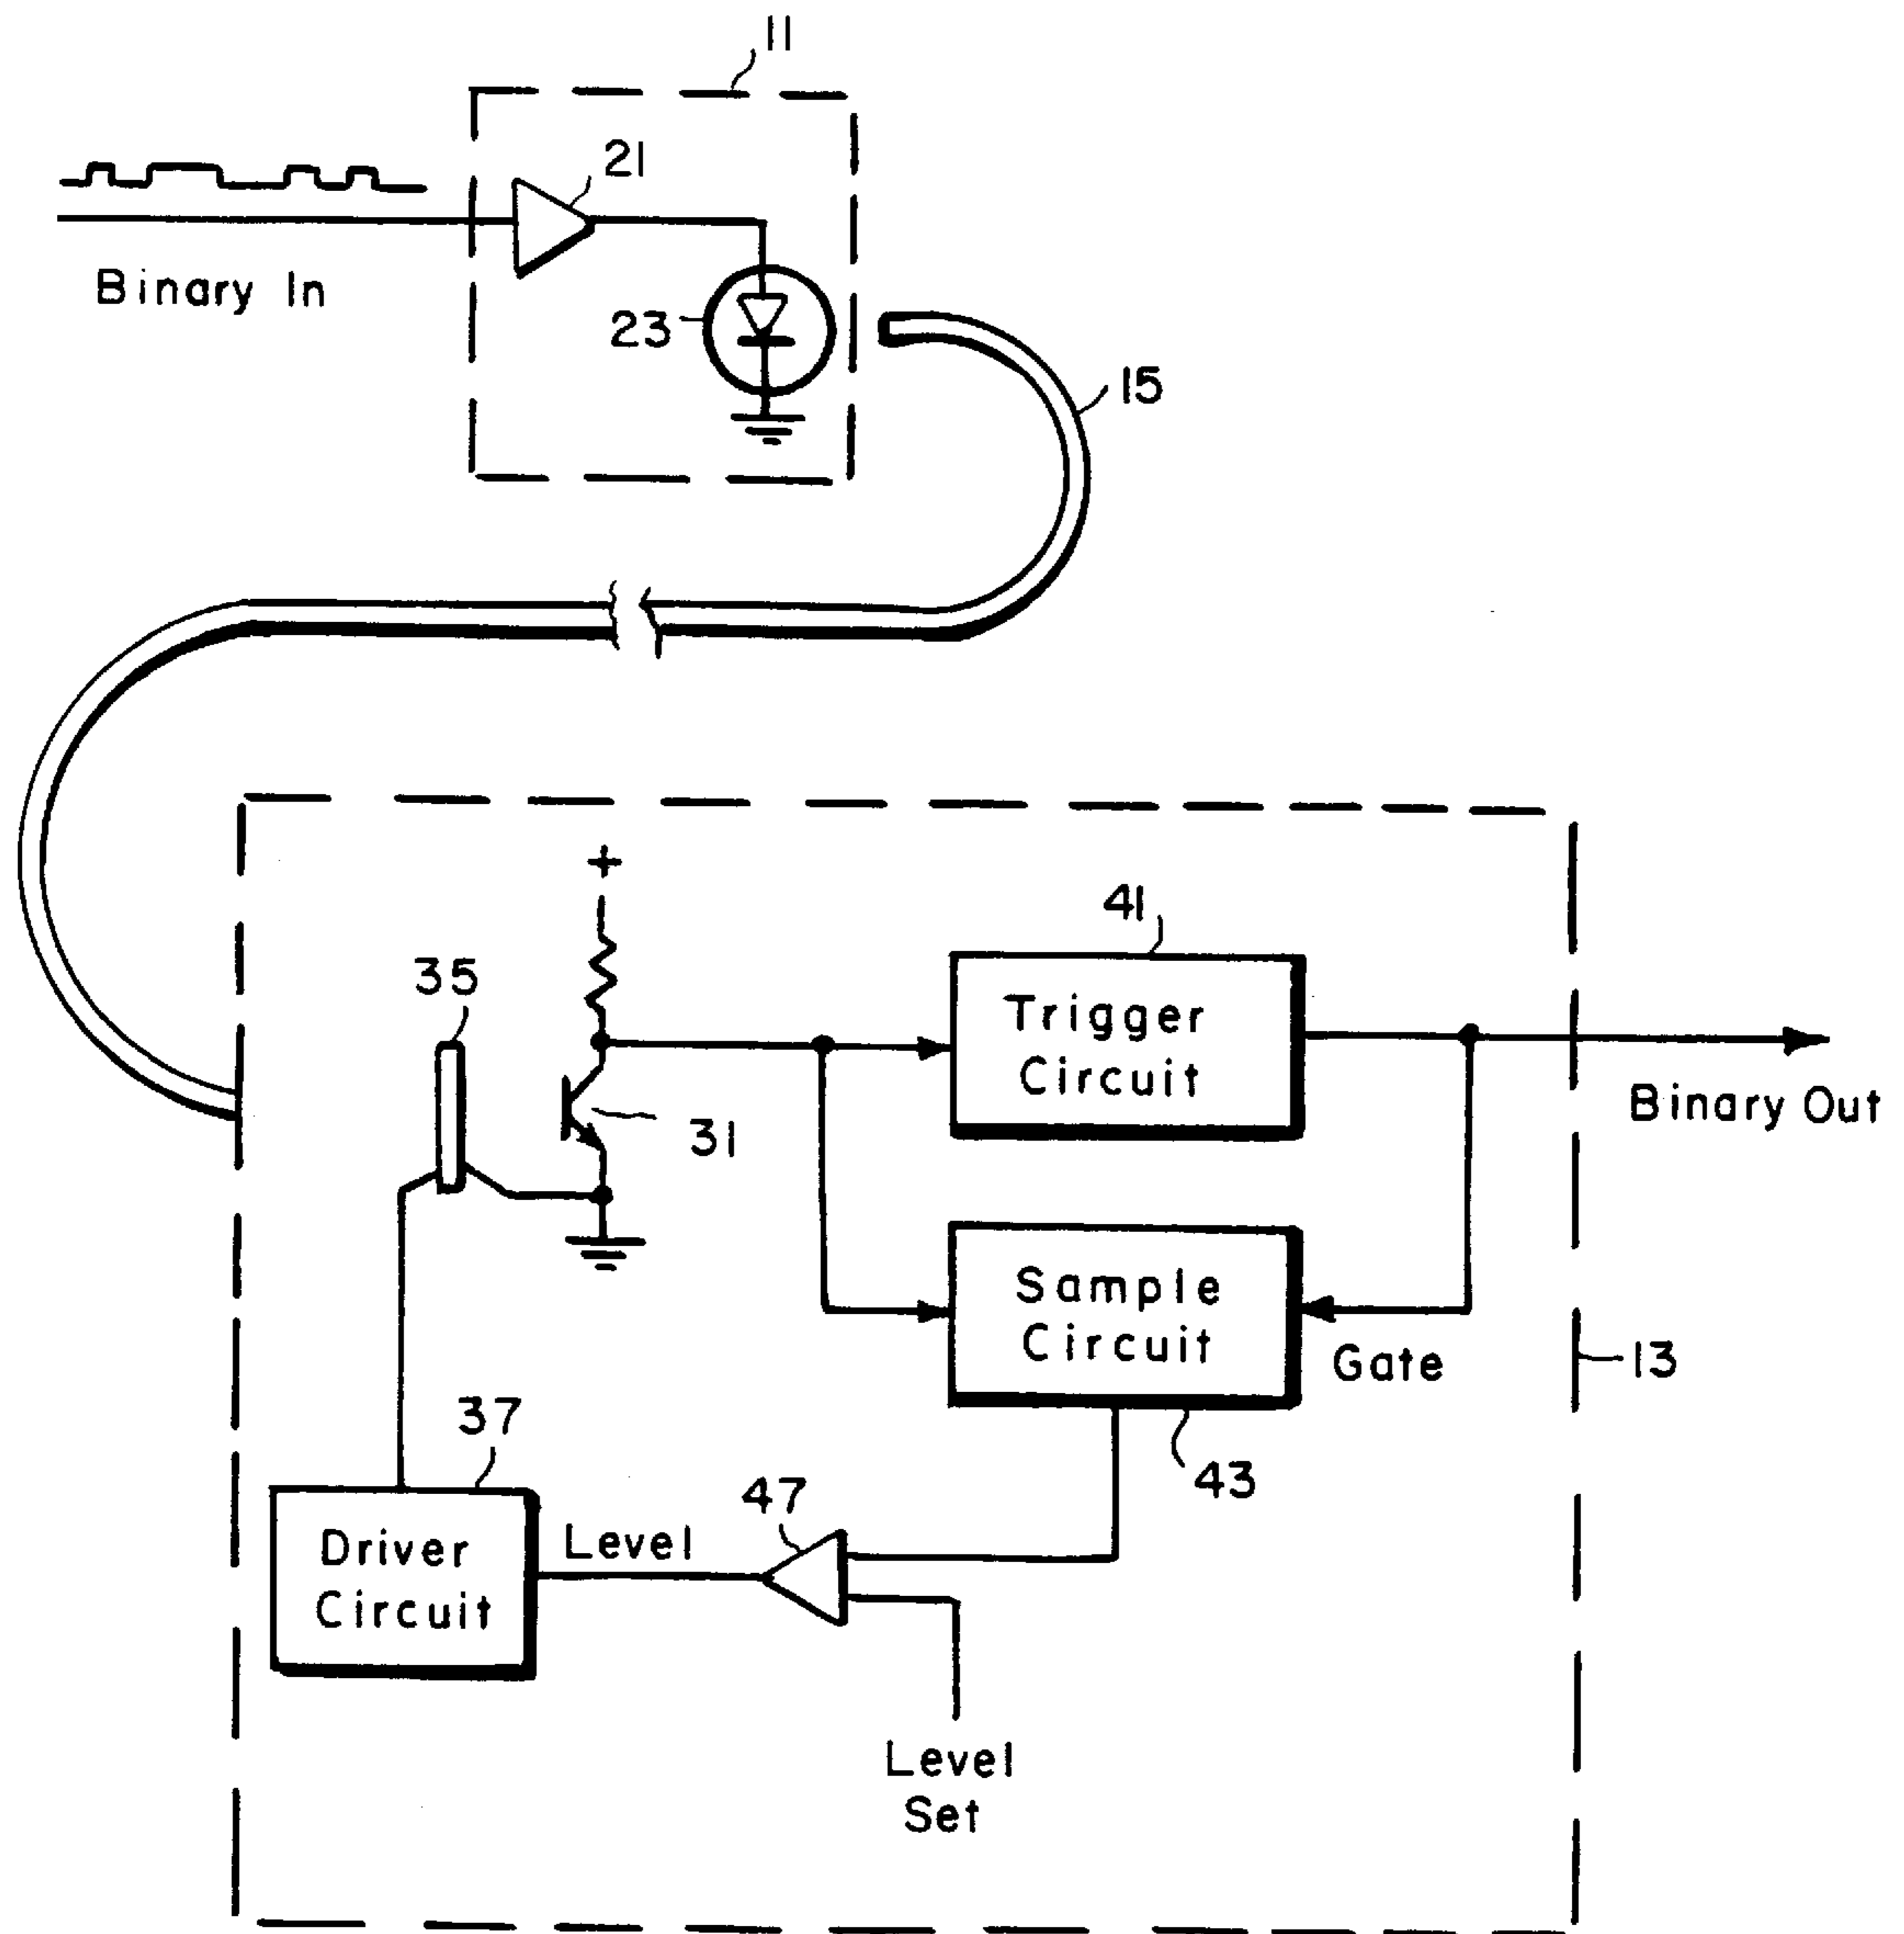 11
21
Binary In
23
15
+
41
35
Trigger
Circuit
31
Binary Out
Sample
Circuit
Gate
13
37
43
47
Driver
Circuit
Level
Level
Set